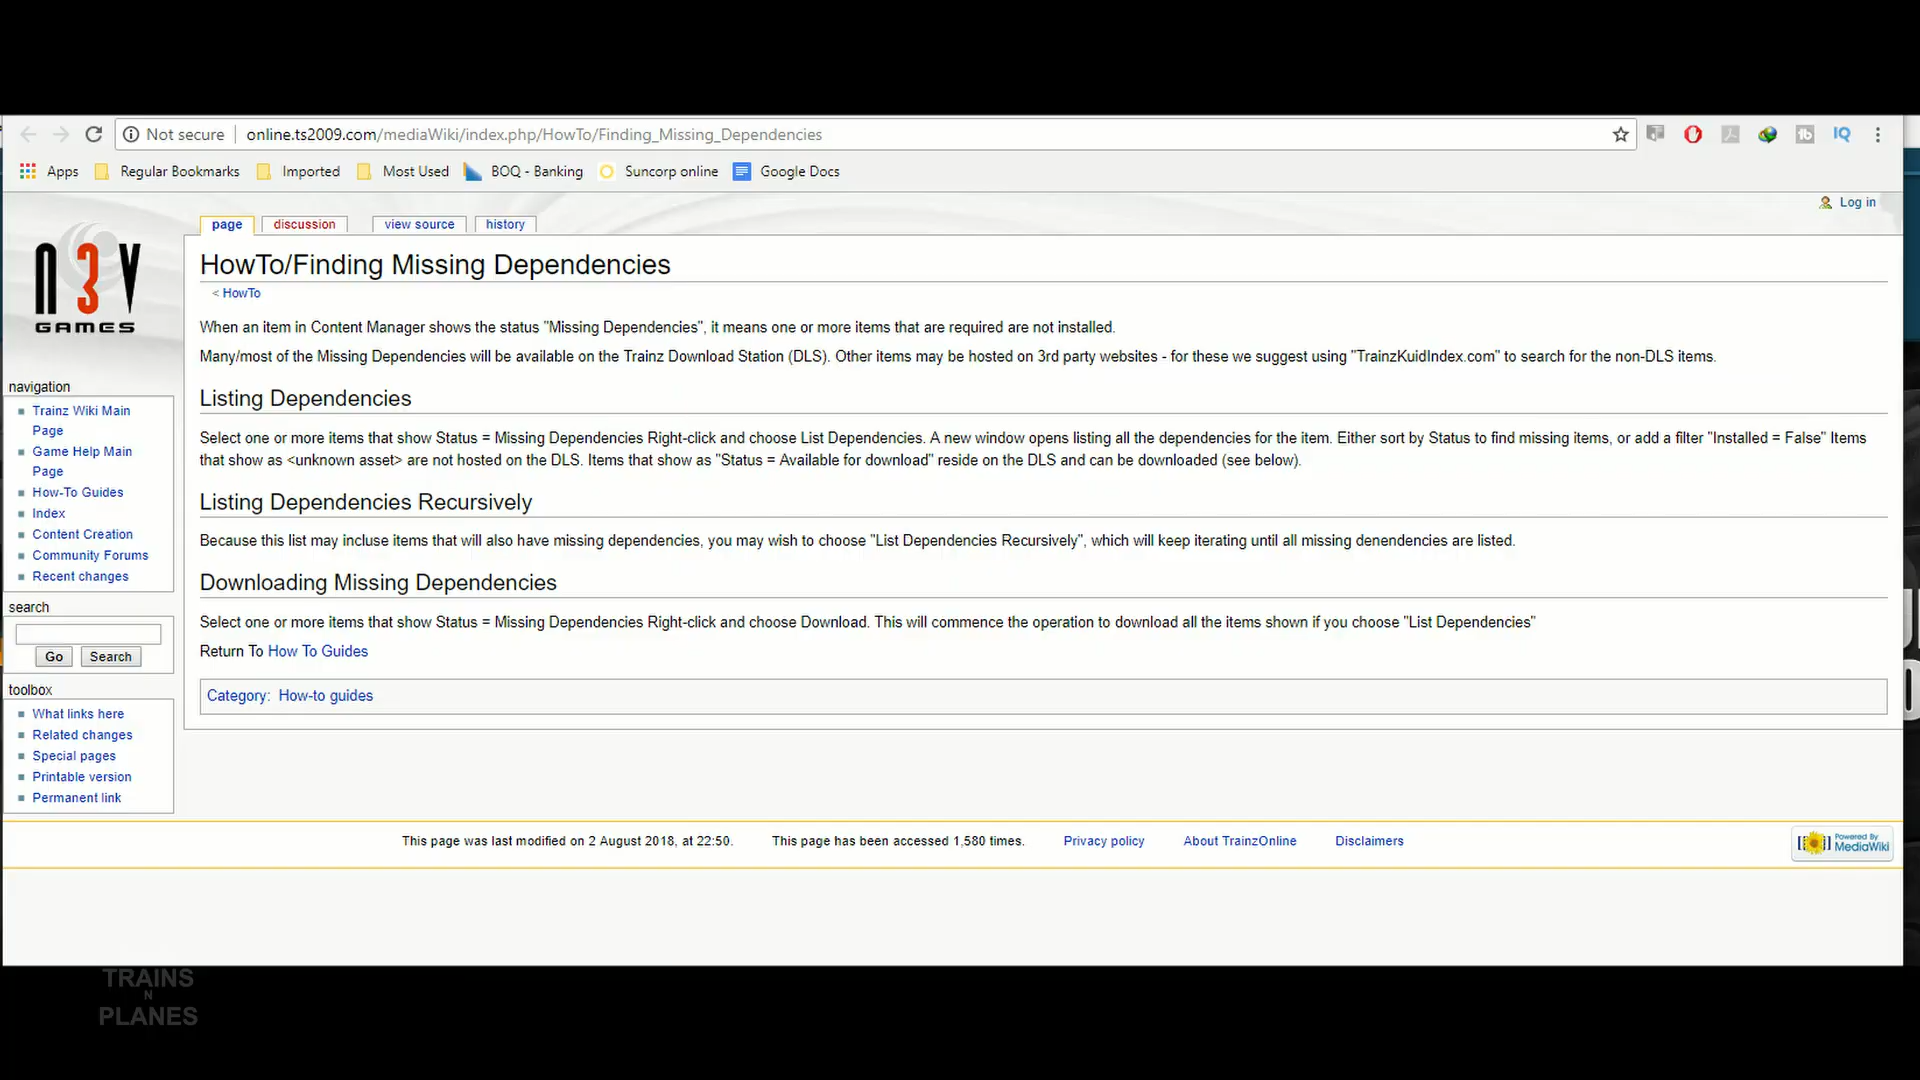 Not secure
online.ts2009.com/mediaWiki/index.php/HowTo/Finding_Missing_Dependencies
Apps
Regular Bookmarks
Imported
Most Used
BOQ - Banking
Suncorp online
Google Docs
Log in
page
discussion
view source
history
N3V
GAMES
HowTo/Finding Missing Dependencies
< HowTo
When an item in Content Manager shows the status "Missing Dependencies", it means one or more items that are required are not installed.
Many/most of the Missing Dependencies will be available on the Trainz Download Station (DLS). Other items may be hosted on 3rd party websites - for these we suggest using "TrainzKuidIndex.com" to search for the non-DLS items.
Listing Dependencies
Select one or more items that show Status = Missing Dependencies Right-click and choose List Dependencies. A new window opens listing all the dependencies for the item. Either sort by Status to find missing items, or add a filter "Installed = False" Items
that show as <unknown asset> are not hosted on the DLS. Items that show as "Status = Available for download" reside on the DLS and can be downloaded (see below).
Listing Dependencies Recursively
Because this list may incluse items that will also have missing dependencies, you may wish to choose "List Dependencies Recursively", which will keep iterating until all missing denendencies are listed.
Downloading Missing Dependencies
Select one or more items that show Status = Missing Dependencies Right-click and choose Download. This will commence the operation to download all the items shown if you choose "List Dependencies"
Return To How To Guides
Category: How-to guides
navigation
Trainz Wiki Main
Page
Game Help Main
Page
How-To Guides
Index
Content Creation
Community Forums
Recent changes
search
Go
Search
toolbox
What links here
Related changes
Special pages
Printable version
Permanent link
This page was last modified on 2 August 2018, at 22:50.
This page has been accessed 1,580 times.
Privacy policy
About TrainzOnline
Disclaimers
Powered By
MediaWiki
TRAINS
N
PLANES